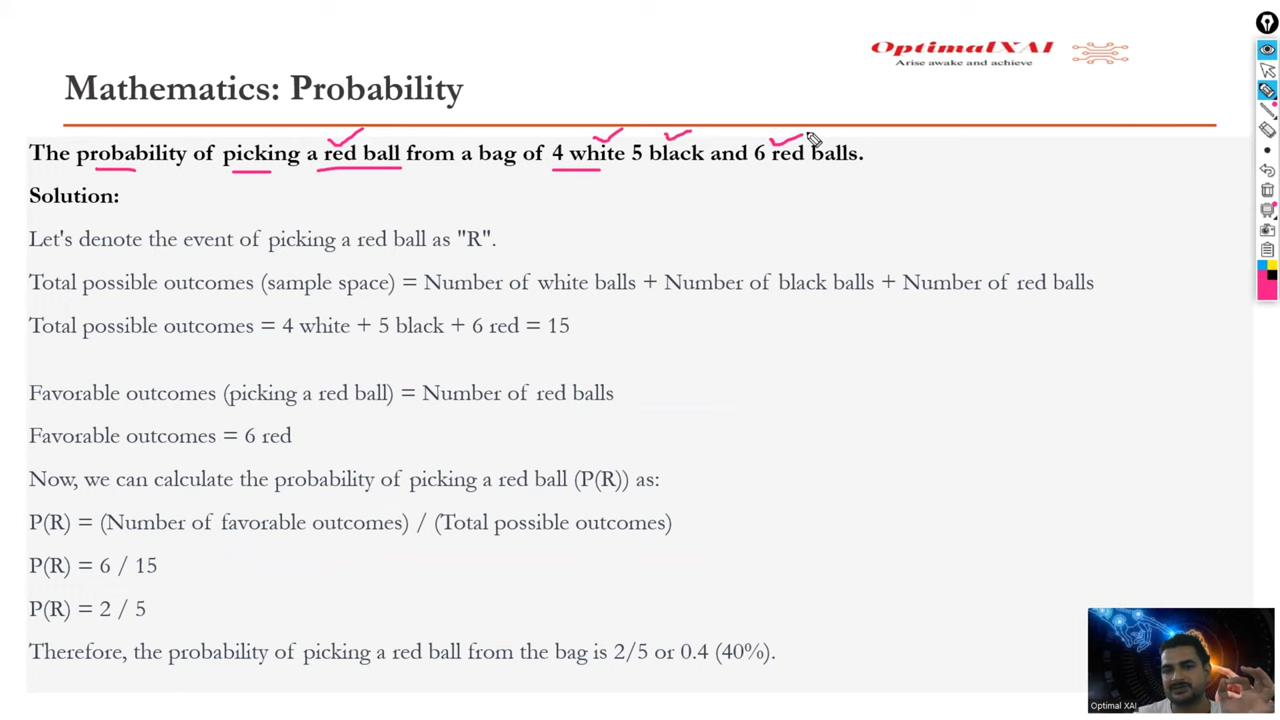 OptimalXAI
Arise awake and achieve
Mathematics: Probability
The probability of picking a red ball from a bag of 4 white 5 black and 6 red balls.
Solution:
Let's denote the event of picking a red ball as "R".
Total possible outcomes (sample space) = Number of white balls + Number of black balls + Number of red balls
Total possible outcomes = 4 white + 5 black + 6 red = 15
Favorable outcomes (picking a red ball) = Number of red balls
Favorable outcomes = 6 red
Now, we can calculate the probability of picking a red ball (P(R)) as:
P(R) = (Number of favorable outcomes) / (Total possible outcomes)
P(R) = 6 / 15
P(R) = 2 / 5
Therefore, the probability of picking a red ball from the bag is 2/5 or 0.4 (40%).
Optimal XAI